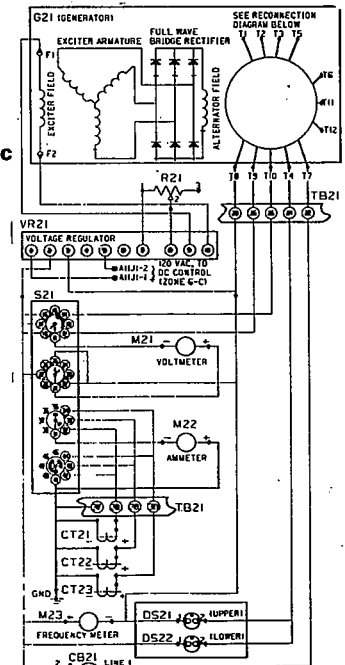 G21 (GENERATOR)
SEE RECONNECTION
DIAGRAM BELOW
FULL WAVE
BRIDGE RECTIFIER
EXCITER ARMATURE
T1 T2 T3 T5
F1
EXCITER FIELD
ALTERNATOR FIELD
T6
T11
T12
C
F2
T8 T9 T10 T4 T7
R21
2
TB21
VR21
VOLTAGE REGULATOR
A11J1-2
A11J1-1
120 VAC, TO
DC CONTROL
(ZONE 6-C)
S21
M21
- +
VOLTMETER
M22
- +
AMMETER
TB21
CT21
CT22
CT23
GND
M23
- +
FREQUENCY METER
DS21 (UPPER)
DS22 (LOWER)
CB21
2 LINE 1